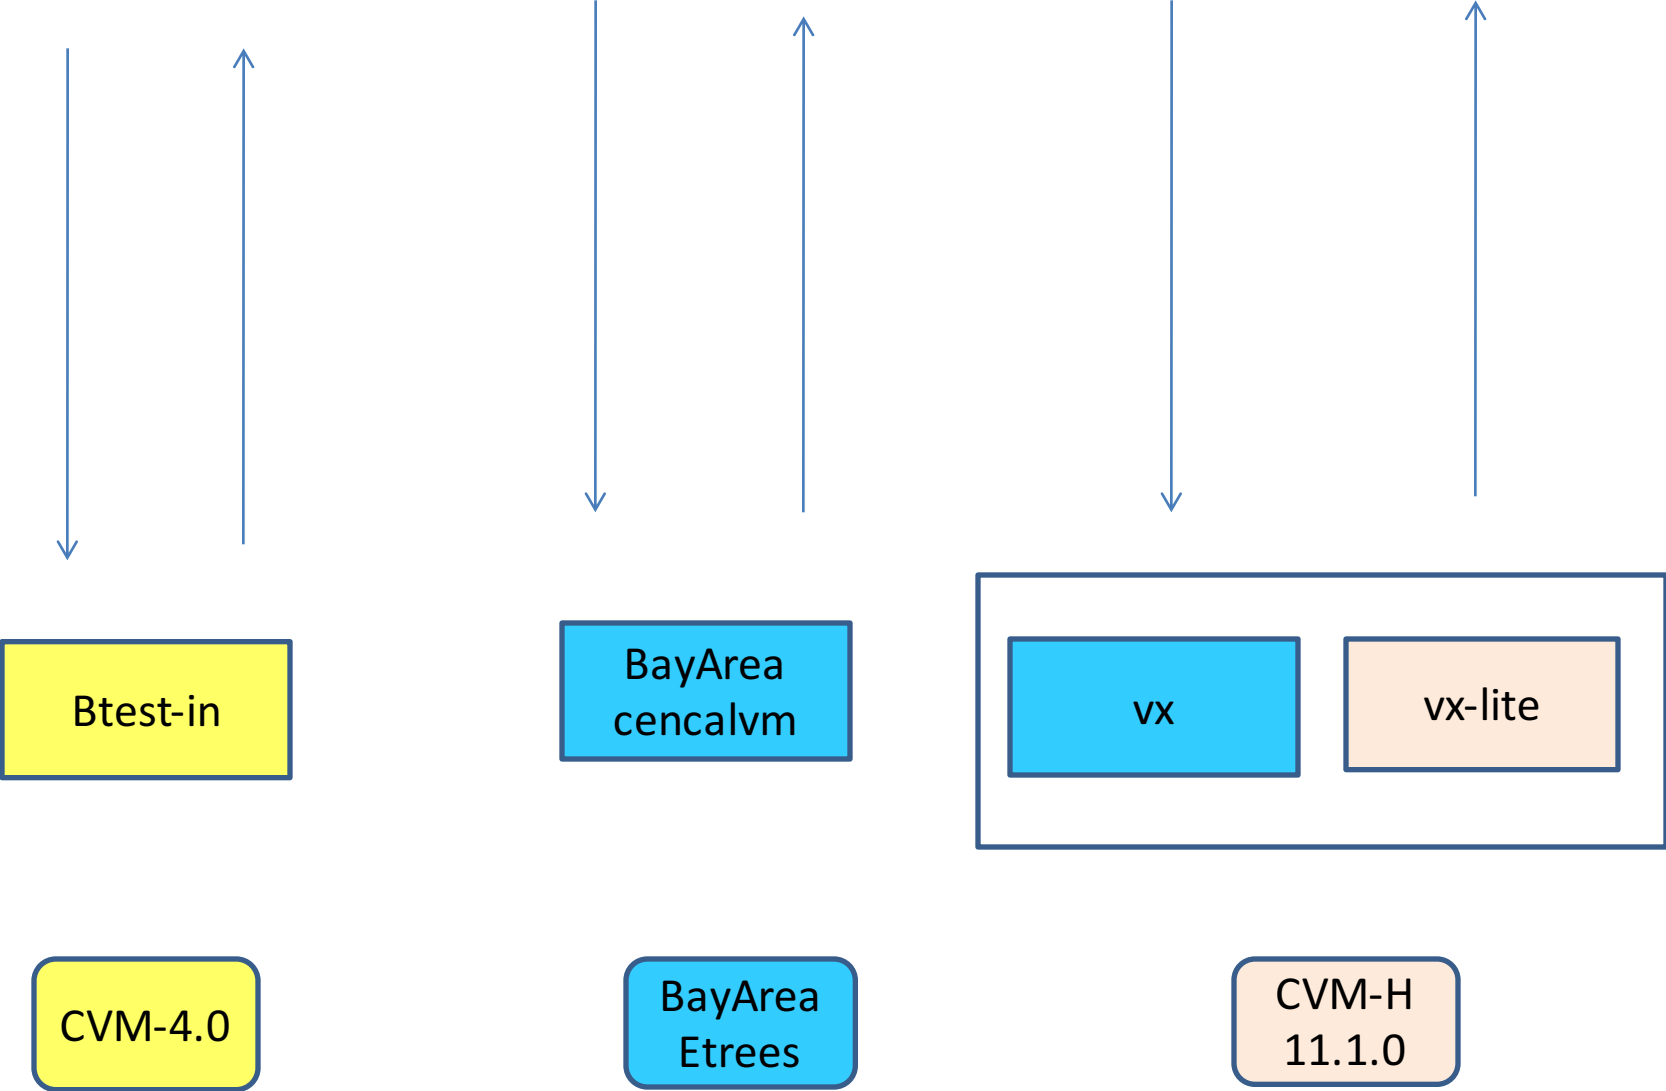 Btest-in
BayArea
cencalvm
vx
vx-lite
CVM-4.0
BayArea
Etrees
CVM-H
11.1.0